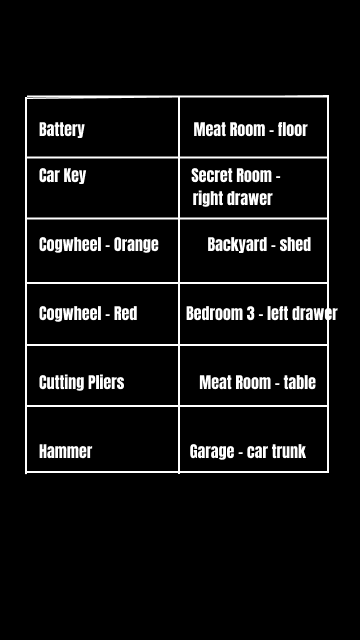 Battery Meat Room - floor
Car Key Secret Room -
right drawer
Cogwheel - Orange Backyard - shed
Cogwheel - Red Bedroom 3 - left drawer
Cutting Pliers Meat Room - table
Hammer Garage - car trunk